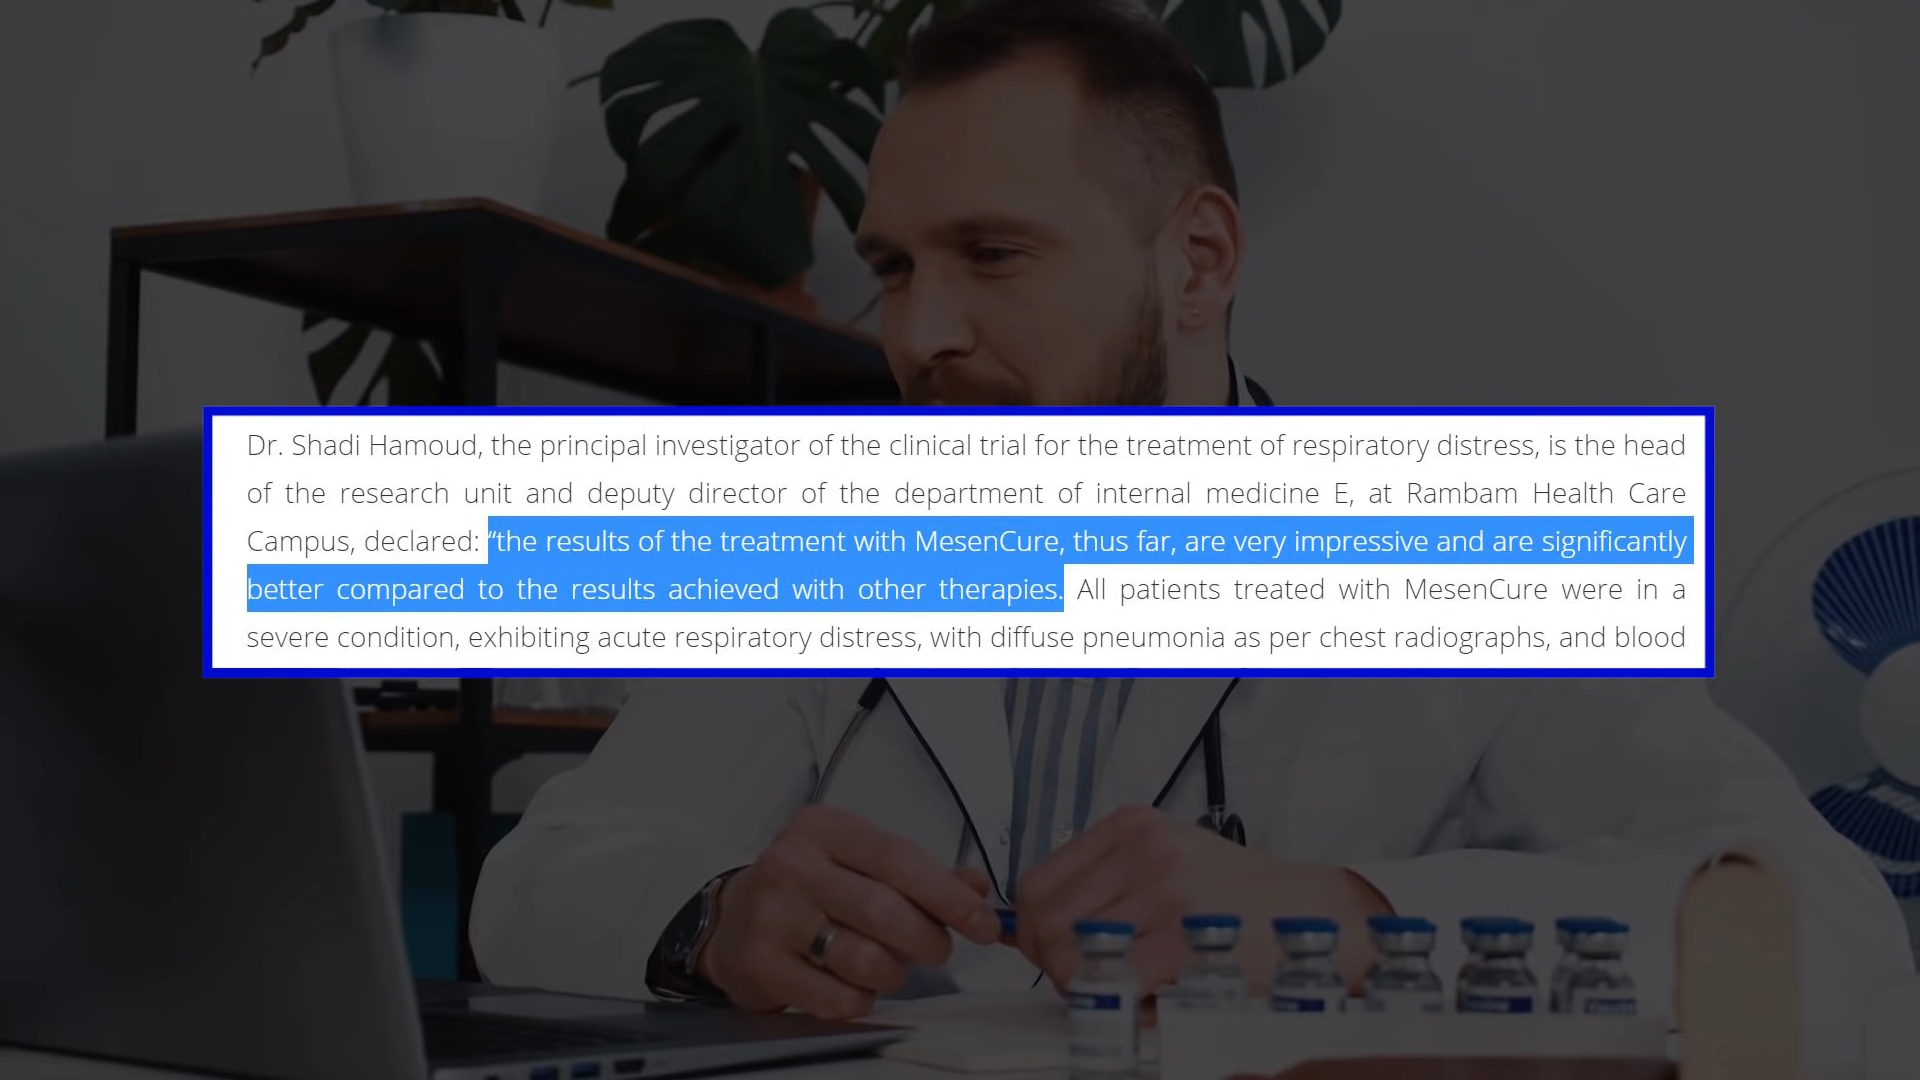 Dr. Shadi Hamoud, the principal investigator of the clinical trial for the treatment of respiratory distress, is the head
of the research unit and deputy director of the department of internal medicine E, at Rambam Health Care
Campus, declared: “the results of the treatment with MesenCure, thus far, are very impressive and are significantly
better compared to the results achieved with other therapies. All patients treated with MesenCure were in a
severe condition, exhibiting acute respiratory distress, with diffuse pneumonia as per chest radiographs, and blood